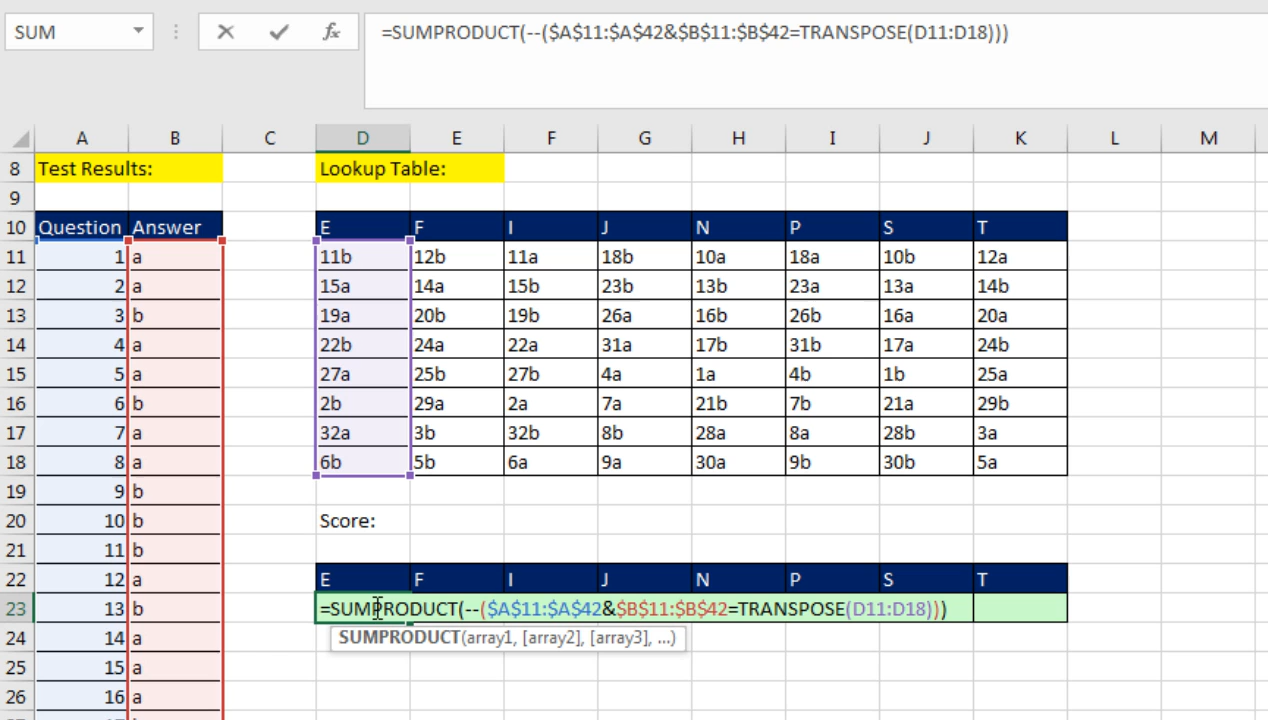 SUM =SUMPRODUCT(--($A$11:$A$42&$B$11:$B$42=TRANSPOSE(D11:D18)))
A B C D E F G H I J K L M
8 Test Results: Lookup Table:
9
10 Question Answer E F I J N P S T
11 1 a 11b 12b 11a 18b 10a 18a 10b 12a
12 2 a 15a 14a 15b 23b 13b 23a 13a 14b
13 3 b 19a 20b 19b 26a 16b 26b 16a 20a
14 4 a 22b 24a 22a 31a 17b 31b 17a 24b
15 5 a 27a 25b 27b 4a 1a 4b 1b 25a
16 6 b 2b 29a 2a 7a 21b 7b 21a 29b
17 7 a 32a 3b 32b 8b 28a 8a 28b 3a
18 8 a 6b 5b 6a 9a 30a 9b 30b 5a
19 9 b
20 10 b Score:
21 11 b
22 12 a E F I J N P S T
23 13 b =SUMPRODUCT(--($A$11:$A$42&$B$11:$B$42=TRANSPOSE(D11:D18)))
24 14 a SUMPRODUCT(array1, [array2], [array3], ...)
25 15 a
26 16 a